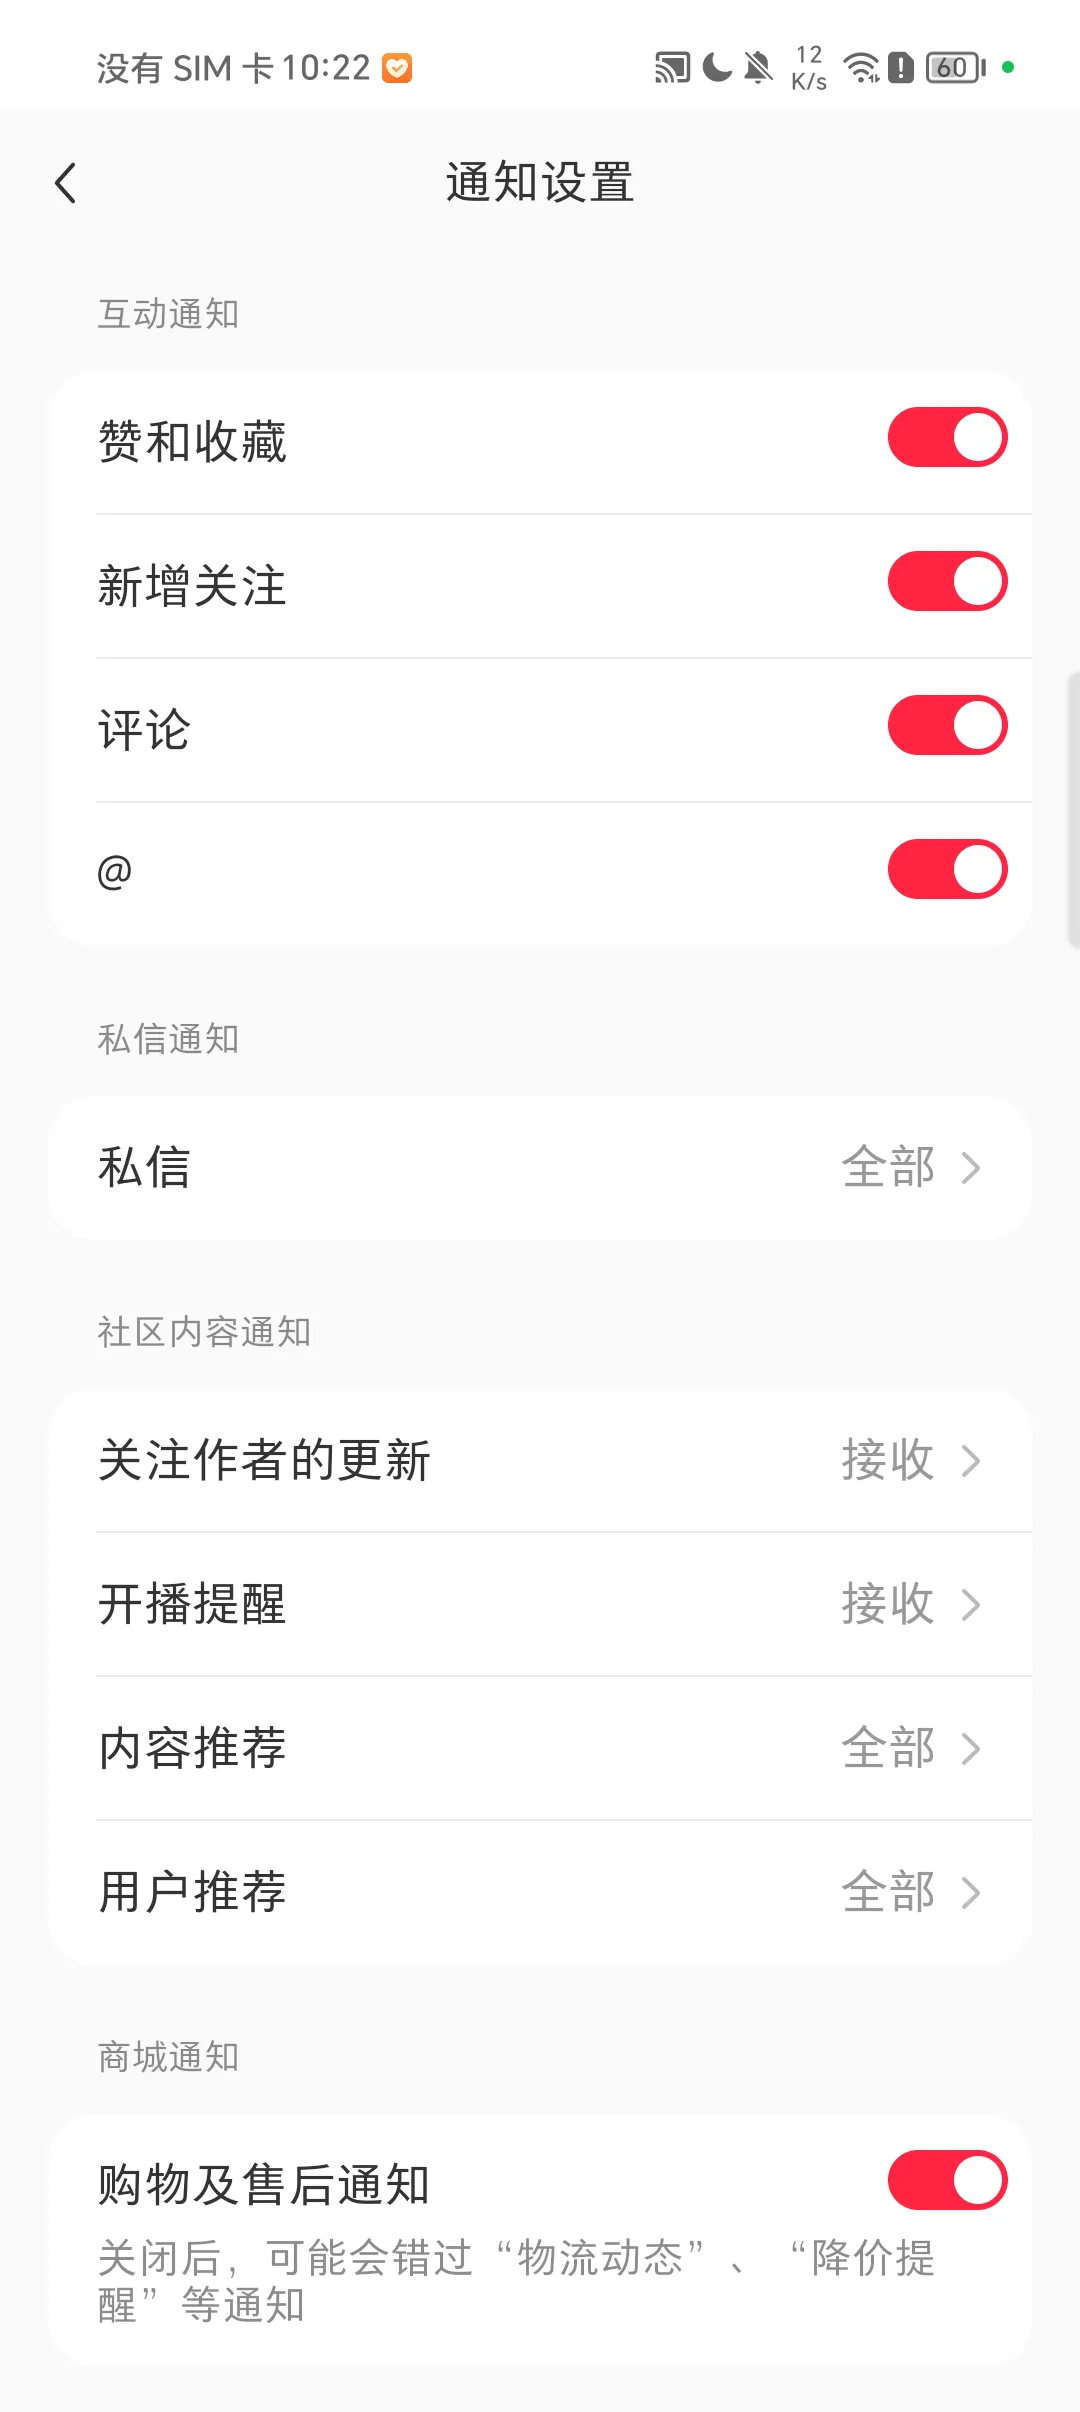 没有 SIM 卡 10:22
12
K/s
60
通知设置
互动通知
赞和收藏
新增关注
评论
@
私信通知
私信 全部
社区内容通知
关注作者的更新 接收
开播提醒 接收
内容推荐 全部
用户推荐 全部
商城通知
购物及售后通知
关闭后，可能会错过“物流动态”、“降价提
醒”等通知